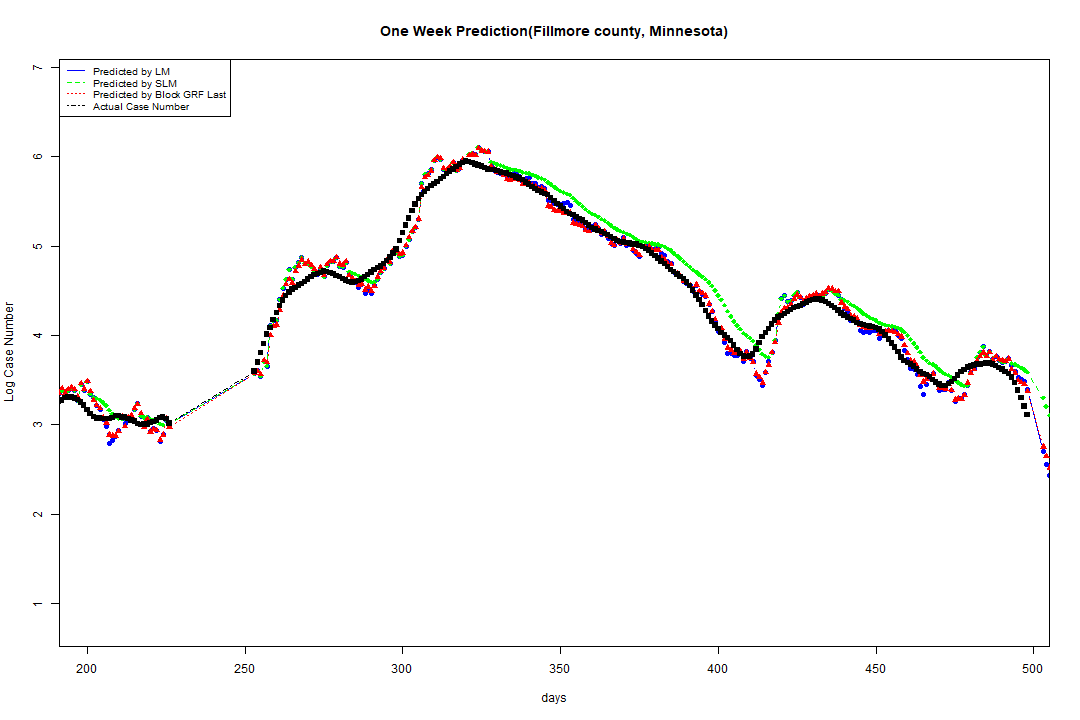 One Week Prediction(Fillmore county, Minnesota)
Predicted by LM
Predicted by SLM
Predicted by Block GRF Last
Actual Case Number
7
6
5
4
3
2
1
Log Case Number
200 250 300 350 400 450 500
days